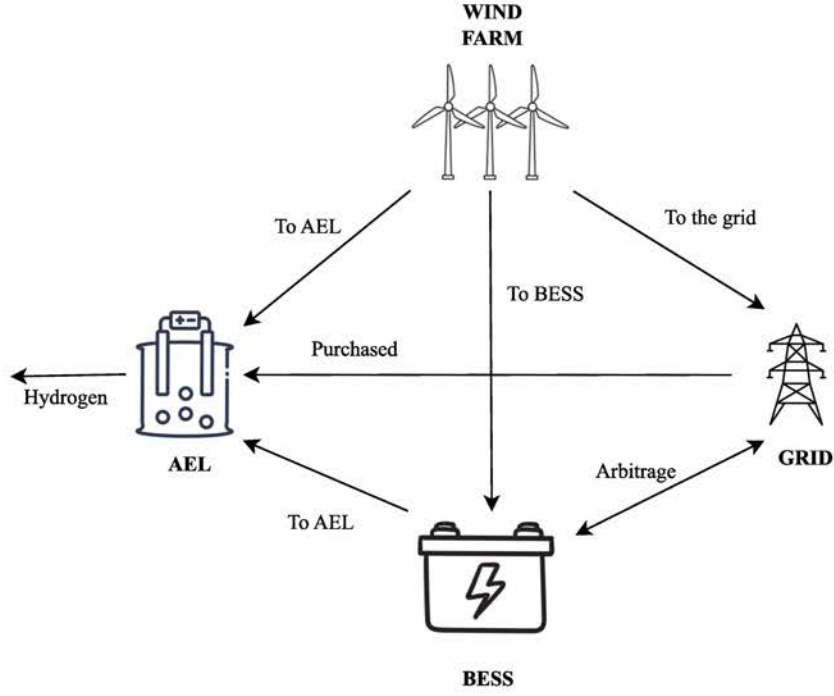 WIND
FARM
To AEL
To the grid
To BESS
Purchased
Hydrogen
AEL
GRID
Arbitrage
To AEL
BESS